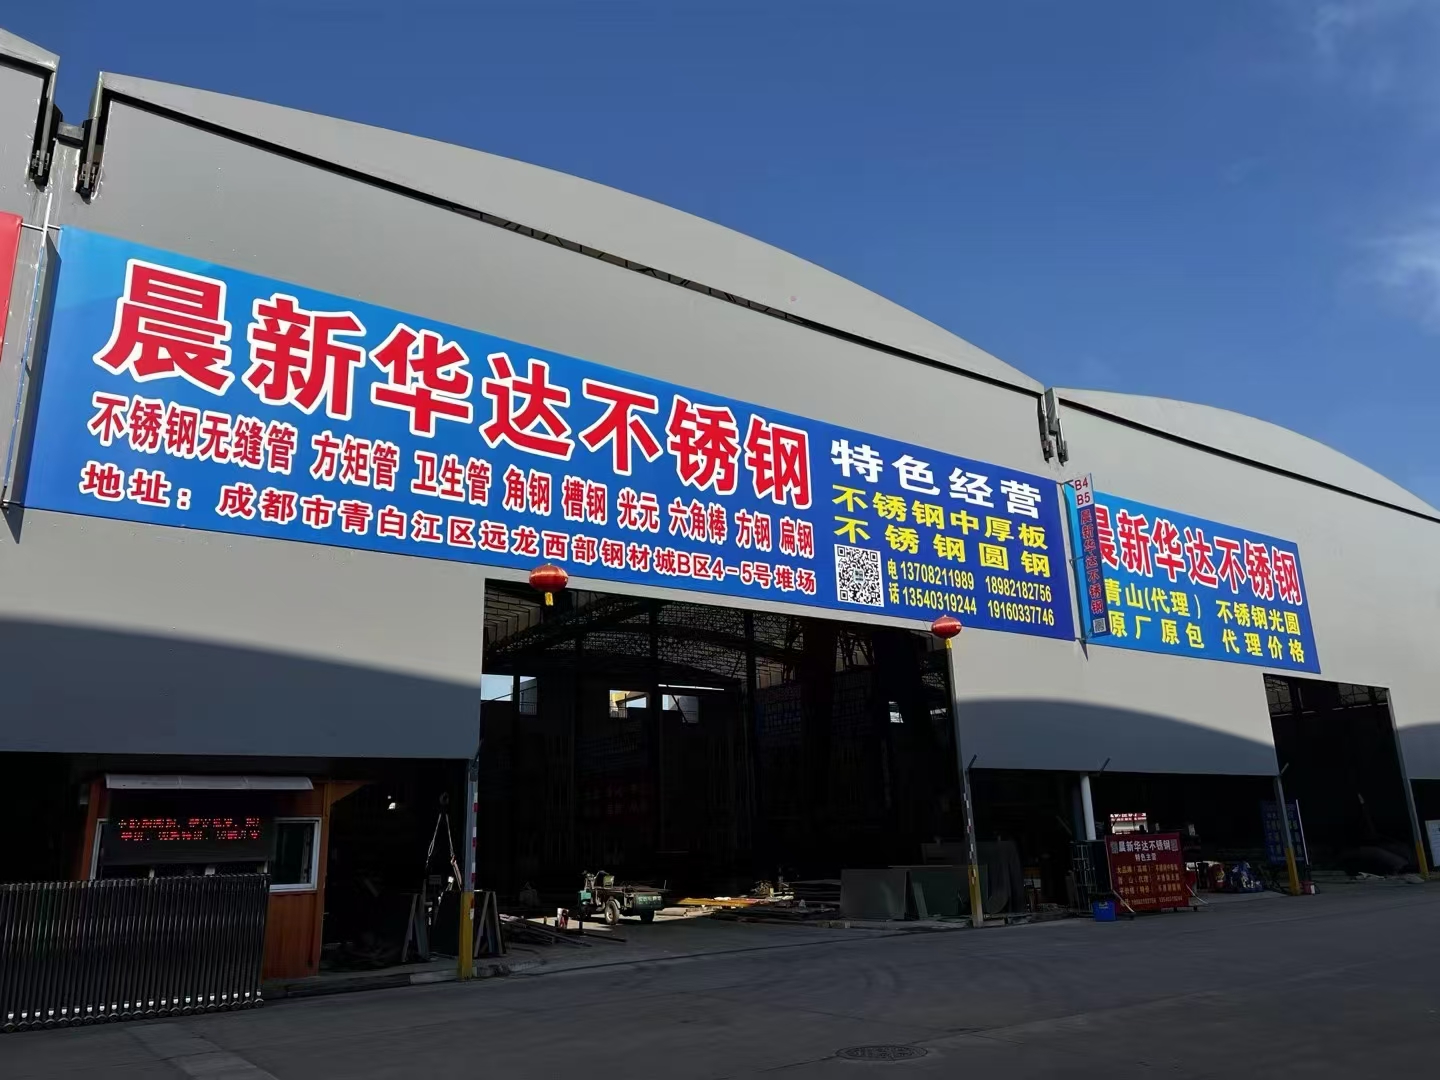 晨新华达不锈钢
不锈钢无缝管 方矩管 卫生管 角钢 槽钢 光元 六角棒 方钢 扁钢
地址：成都市青白江区远龙西部钢材城B区4-5号堆场
特色经营
不锈钢中厚板
不锈钢圆钢
电话
13708211989 18982182756
13540319244 19160337746
B4
B5
晨新华达不锈钢
晨新华达不锈钢
青山(代理) 不锈钢光圆
原厂原包 代理价格
晨新华达不锈钢
特色主营